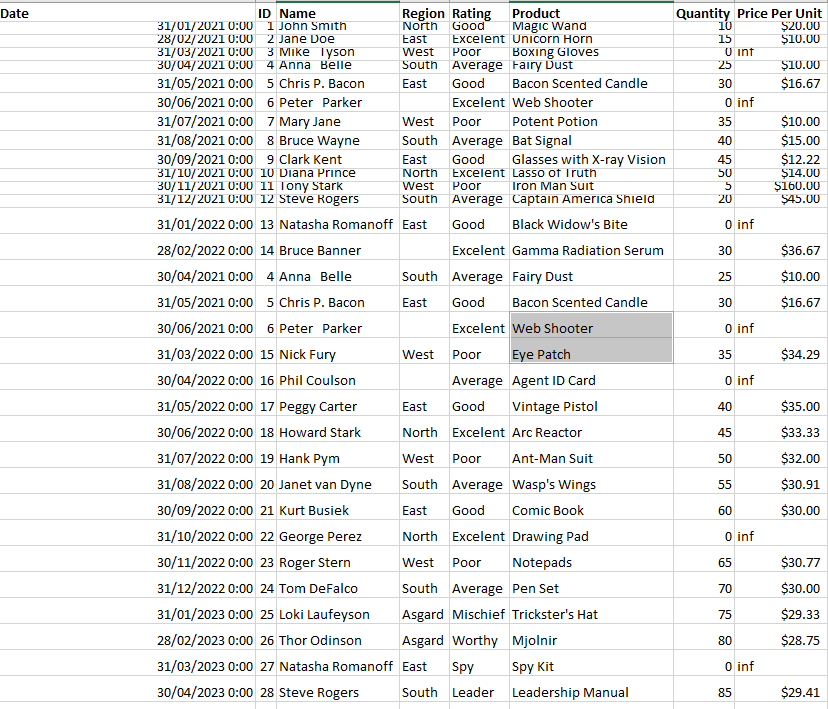 Date ID Name Region Rating Product Quantity Price Per Unit
31/01/2021 0:00 1 John Smith North Good Magic Wand 10 $20.00
28/02/2021 0:00 2 Jane Doe East Excelent Unicorn Horn 15 $10.00
31/03/2021 0:00 3 Mike   Tyson West Poor Boxing Gloves 0 inf
30/04/2021 0:00 4 Anna   Belle South Average Fairy Dust 25 $10.00
31/05/2021 0:00 5 Chris P. Bacon East Good Bacon Scented Candle 30 $16.67
30/06/2021 0:00 6 Peter   Parker Excelent Web Shooter 0 inf
31/07/2021 0:00 7 Mary Jane West Poor Potent Potion 35 $10.00
31/08/2021 0:00 8 Bruce Wayne South Average Bat Signal 40 $15.00
30/09/2021 0:00 9 Clark Kent East Good Glasses with X-ray Vision 45 $12.22
31/10/2021 0:00 10 Diana Prince North Excelent Lasso of Truth 50 $14.00
30/11/2021 0:00 11 Tony Stark West Poor Iron Man Suit 5 $160.00
31/12/2021 0:00 12 Steve Rogers South Average Captain America Shield 20 $45.00
31/01/2022 0:00 13 Natasha Romanoff East Good Black Widow's Bite 0 inf
28/02/2022 0:00 14 Bruce Banner Excelent Gamma Radiation Serum 30 $36.67
30/04/2021 0:00 4 Anna   Belle South Average Fairy Dust 25 $10.00
31/05/2021 0:00 5 Chris P. Bacon East Good Bacon Scented Candle 30 $16.67
30/06/2021 0:00 6 Peter   Parker Excelent Web Shooter 0 inf
31/03/2022 0:00 15 Nick Fury West Poor Eye Patch 35 $34.29
30/04/2022 0:00 16 Phil Coulson Average Agent ID Card 0 inf
31/05/2022 0:00 17 Peggy Carter East Good Vintage Pistol 40 $35.00
30/06/2022 0:00 18 Howard Stark North Excelent Arc Reactor 45 $33.33
31/07/2022 0:00 19 Hank Pym West Poor Ant-Man Suit 50 $32.00
31/08/2022 0:00 20 Janet van Dyne South Average Wasp's Wings 55 $30.91
30/09/2022 0:00 21 Kurt Busiek East Good Comic Book 60 $30.00
31/10/2022 0:00 22 George Perez North Excelent Drawing Pad 0 inf
30/11/2022 0:00 23 Roger Stern West Poor Notepads 65 $30.77
31/12/2022 0:00 24 Tom DeFalco South Average Pen Set 70 $30.00
31/01/2023 0:00 25 Loki Laufeyson Asgard Mischief Trickster's Hat 75 $29.33
28/02/2023 0:00 26 Thor Odinson Asgard Worthy Mjolnir 80 $28.75
31/03/2023 0:00 27 Natasha Romanoff East Spy Spy Kit 0 inf
30/04/2023 0:00 28 Steve Rogers South Leader Leadership Manual 85 $29.41